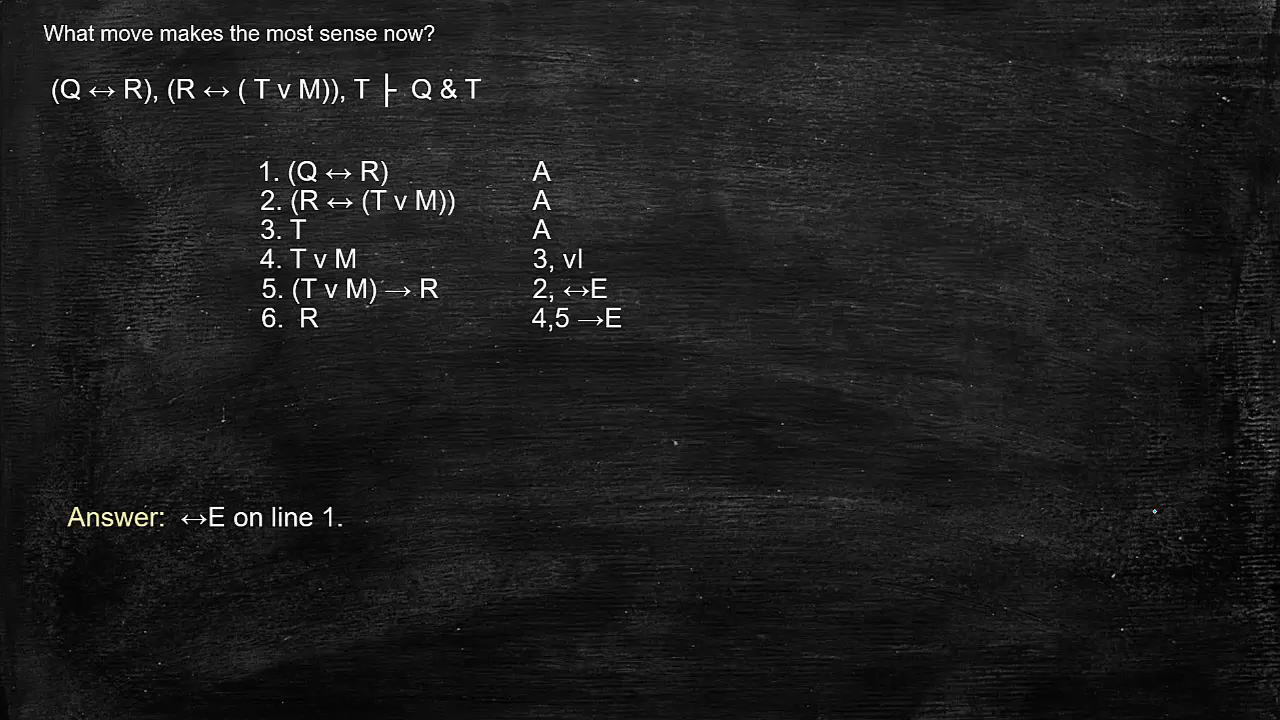 What move makes the most sense now?
(Q ↔ R), (R ↔ ( T v M)), T ├ Q & T
1. (Q ↔ R) A
2. (R ↔ (T v M)) A
3. T A
4. T v M 3, vI
5. (T v M) → R 2, ↔E
6. R 4,5 →E
Answer: ↔E on line 1.